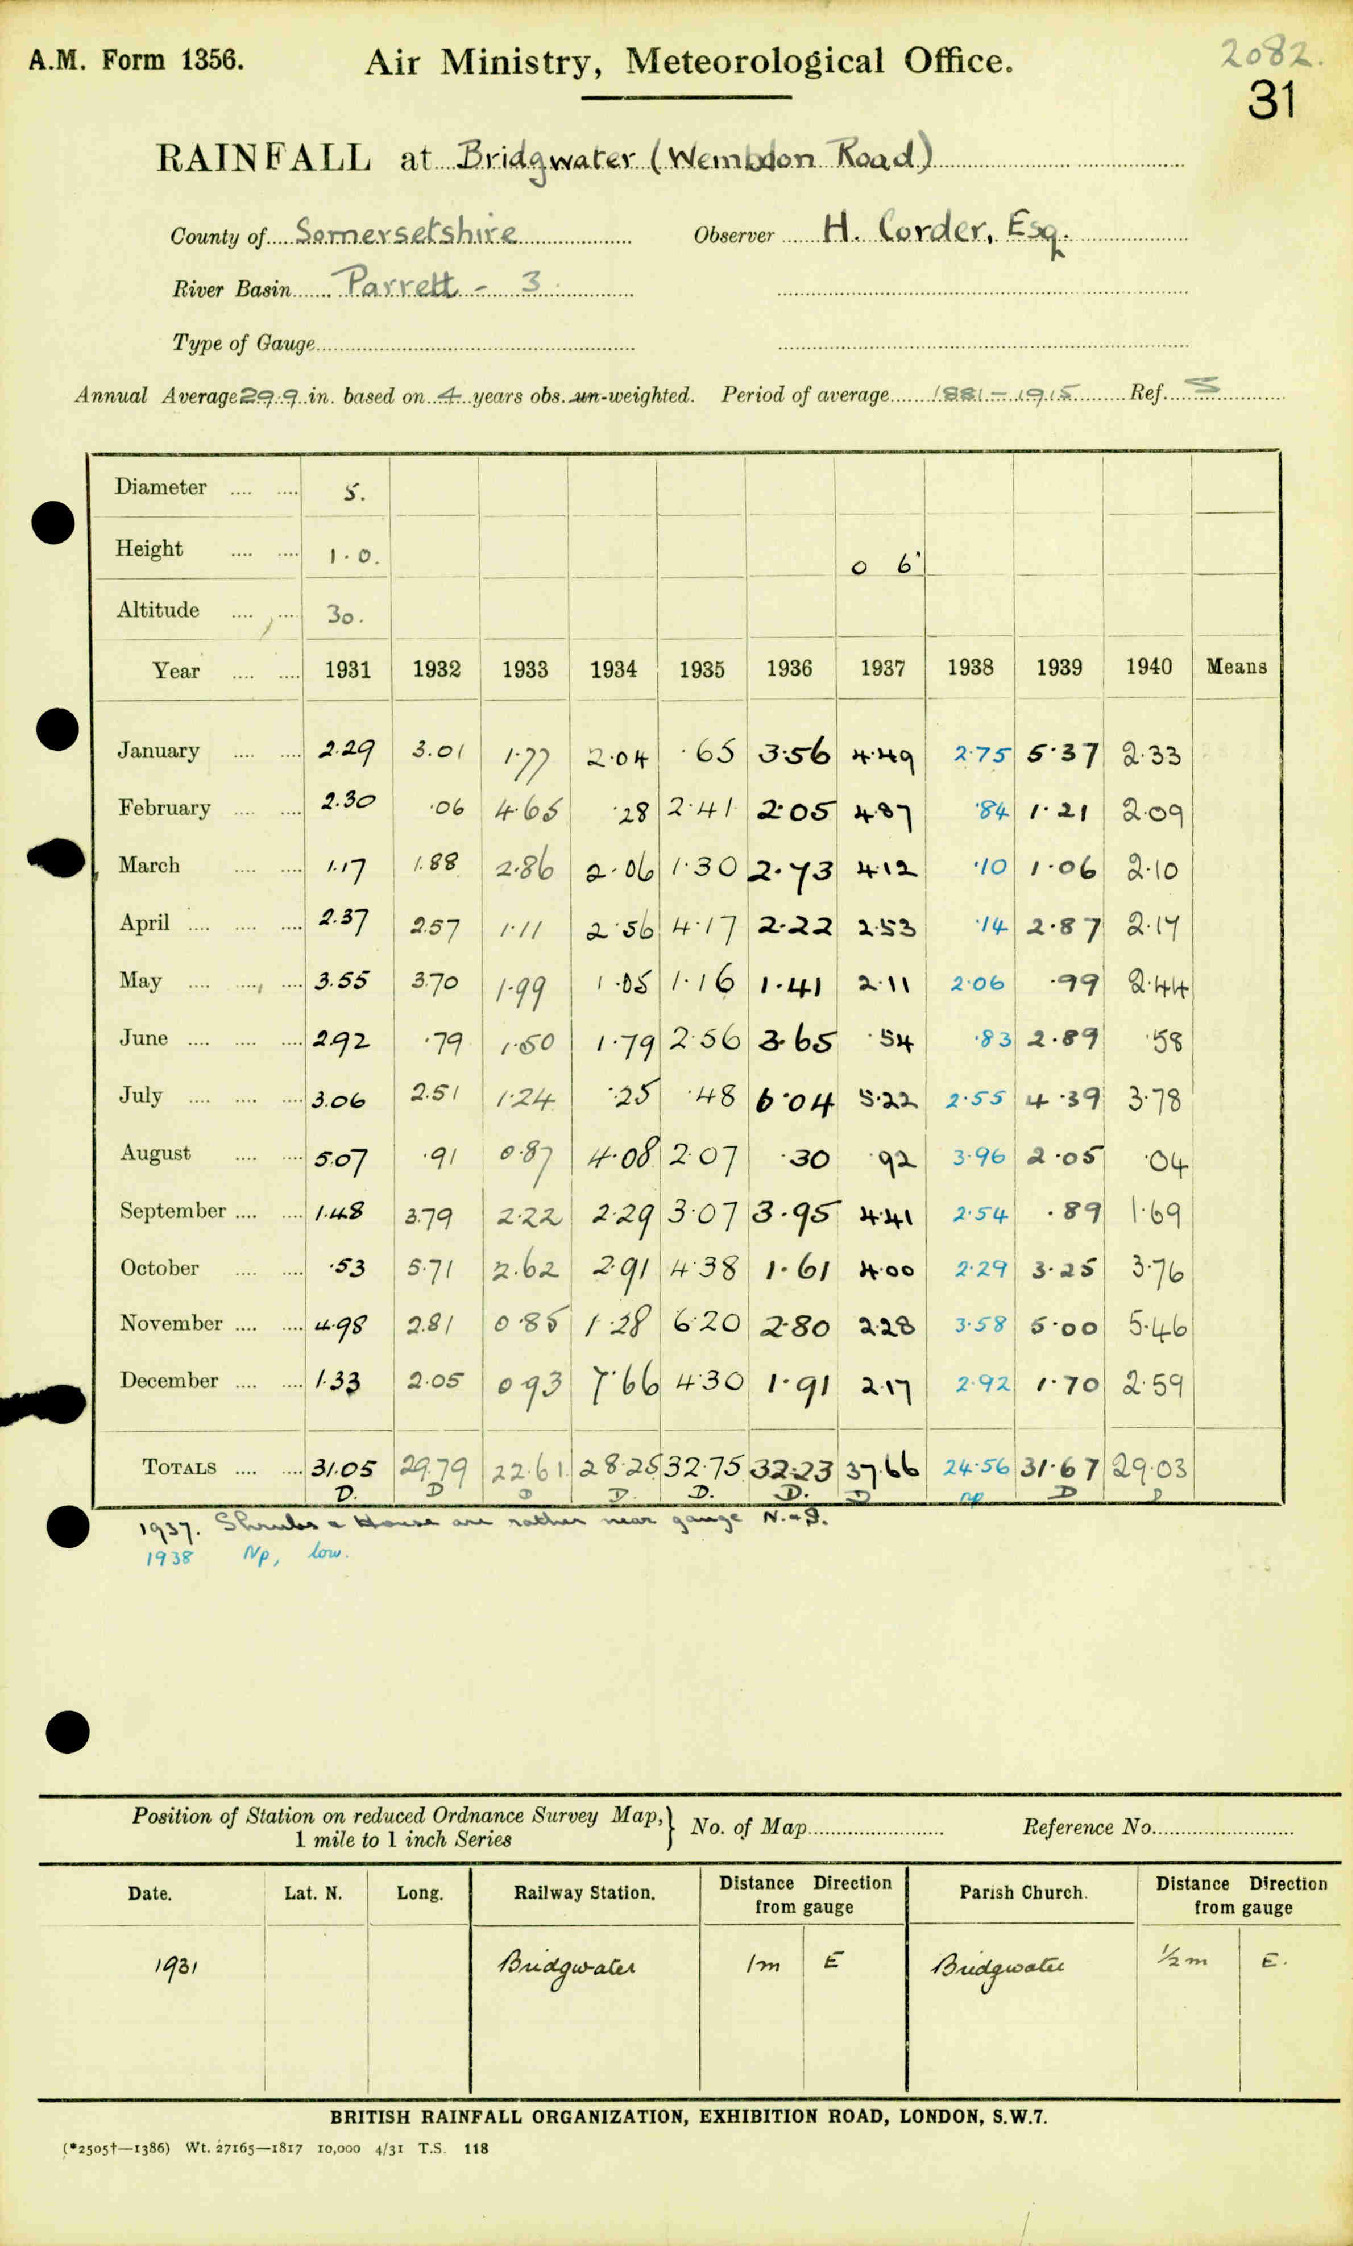 A.M. Form 1356. Air Ministry, Meteorological Office. 2082.
31
RAINFALL at Bridgwater (Wembdon Road)
County of Somersetshire Observer H. Corder, Esq.
River Basin Parrett - 3
Type of Gauge
Annual Average 29.9 in. based on 4 years obs. un-weighted. Period of average 1881-1915 Ref. S
Diameter 5.
Height 1.0. 0 6'
Altitude 30.
Year 1931 1932 1933 1934 1935 1936 1937 1938 1939 1940 Means
January 2.29 3.01 1.77 2.04 .65 3.56 4.49 2.75 5.37 2.33
February 2.30 .06 4.65 .28 2.41 2.05 4.87 .84 1.21 2.09
March 1.17 1.88 2.86 2.06 1.30 2.73 4.12 .10 1.06 2.10
April 2.37 2.57 1.11 2.56 4.17 2.22 2.53 .14 2.87 2.17
May 3.55 3.70 1.99 1.05 1.16 1.41 2.11 2.06 .99 2.44
June 2.92 .79 1.50 1.79 2.56 3.65 .54 .83 2.89 .58
July 3.06 2.51 1.24 .25 .48 6.04 5.22 2.55 4.39 3.78
August 5.07 .91 0.87 4.08 2.07 .30 .92 3.96 2.05 .04
September 1.48 3.79 2.22 2.29 3.07 3.95 4.41 2.54 .89 1.69
October .53 5.71 2.62 2.91 4.38 1.61 4.00 2.29 3.25 3.76
November 4.98 2.81 0.85 1.28 6.20 2.80 2.28 3.58 5.00 5.46
December 1.33 2.05 0.93 7.66 4.30 1.91 2.17 2.92 1.70 2.59
TOTALS 31.05 29.79 22.61 28.25 32.75 32.23 37.66 24.56 31.67 29.03
D. D D D. D. D. D np D D
1937. Shrubs & House are rather near gauge N. & S.
1938 Np, low.
Position of Station on reduced Ordnance Survey Map,} No. of Map Reference No.
1 mile to 1 inch Series
Date. Lat. N. Long. Railway Station. Distance Direction from gauge Parish Church. Distance Direction from gauge
1931 Bridgwater 1m E Bridgwater ½m E.
BRITISH RAINFALL ORGANIZATION, EXHIBITION ROAD, LONDON, S.W.7.
(*2505†—1386) Wt. 27165—1817 10,000 4/31 T.S. 118